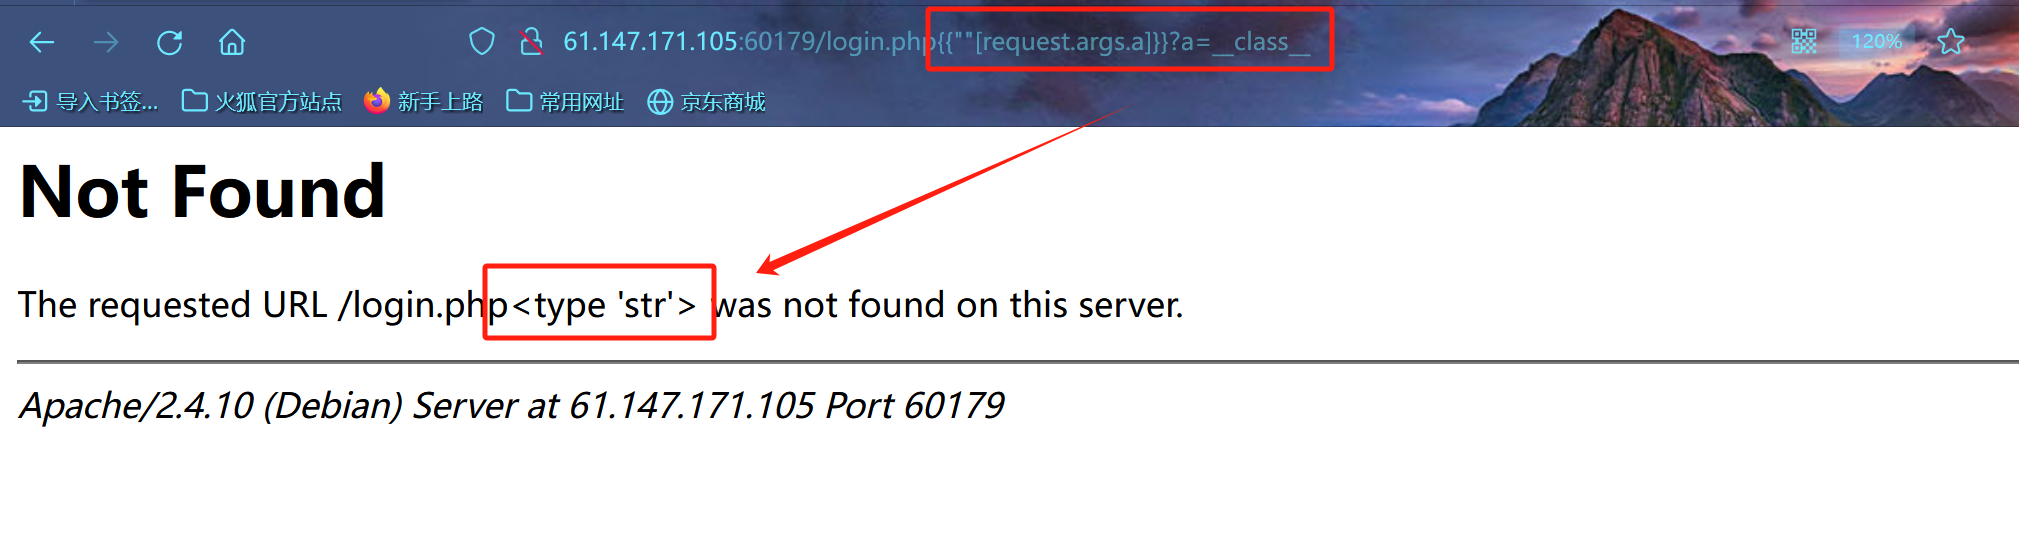 61.147.171.105:60179/login.php{{""[request.args.a]}}?a=__class__ 120%
导入书签... 火狐官方站点 新手上路 常用网址 京东商城
Not Found
The requested URL /login.php<type 'str'> was not found on this server.
Apache/2.4.10 (Debian) Server at 61.147.171.105 Port 60179